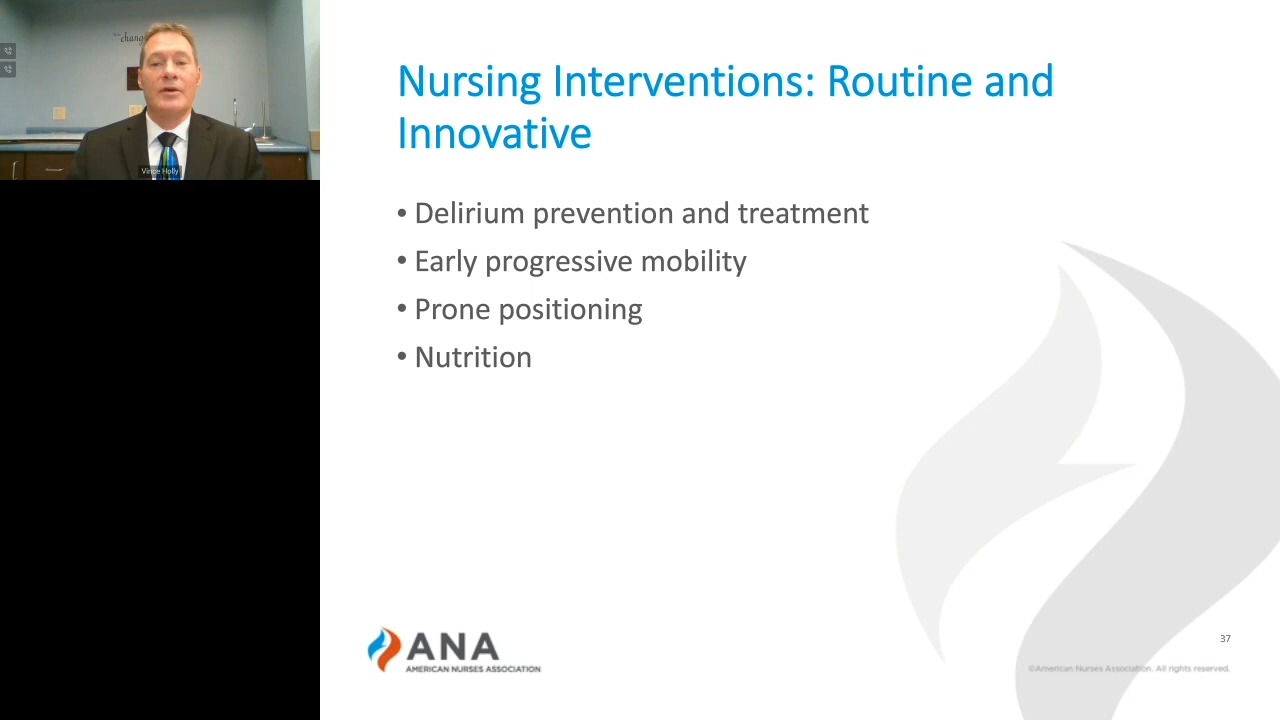 change
Vince Holly
Nursing Interventions: Routine and
Innovative
• Delirium prevention and treatment
• Early progressive mobility
• Prone positioning
• Nutrition
ANA
AMERICAN NURSES ASSOCIATION
37
©American Nurses Association. All rights reserved.